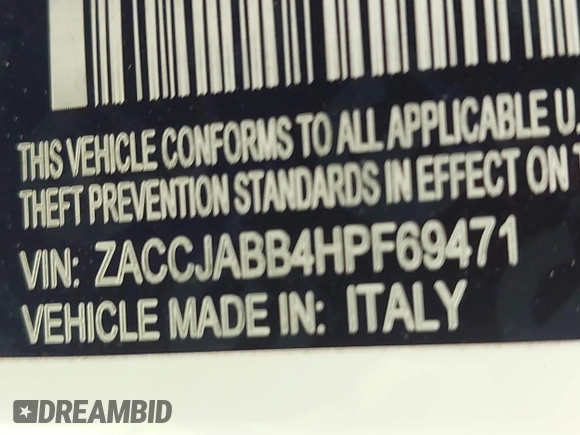 THIS VEHICLE CONFORMS TO ALL APPLICABLE U.
THEFT PREVENTION STANDARDS IN EFFECT ON
VIN: ZACCJABB4HPF69471
VEHICLE MADE IN: ITALY
DREAMBID